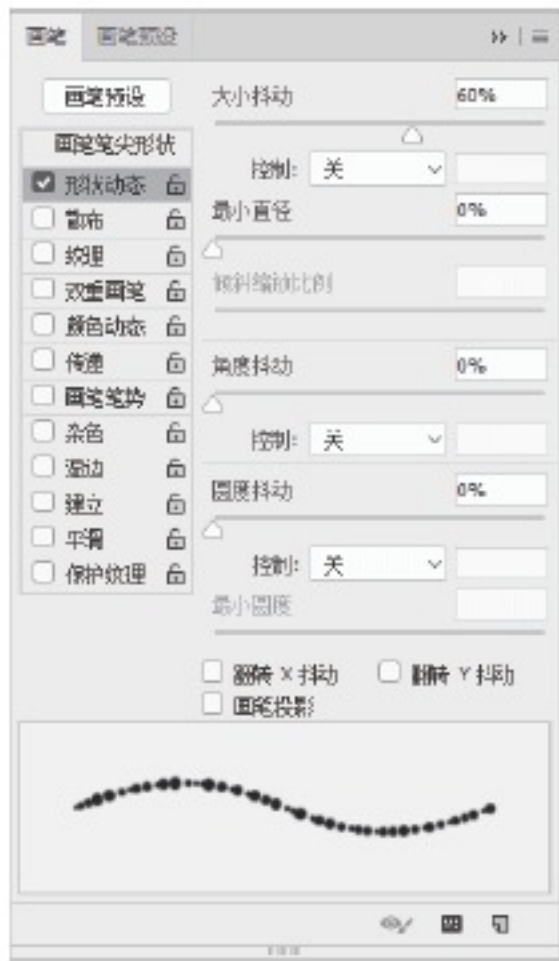 画笔 画笔预设
画笔预设
大小抖动 60%
画笔笔尖形状
控制: 关
形状动态
最小直径 0%
散布
纹理
倾斜缩放比例
双重画笔
颜色动态
传递
角度抖动 0%
画笔笔势
控制: 关
杂色
湿边
圆度抖动 0%
建立
平滑
控制: 关
保护纹理
最小圆度
翻转 X 抖动 翻转 Y 抖动
画笔投影